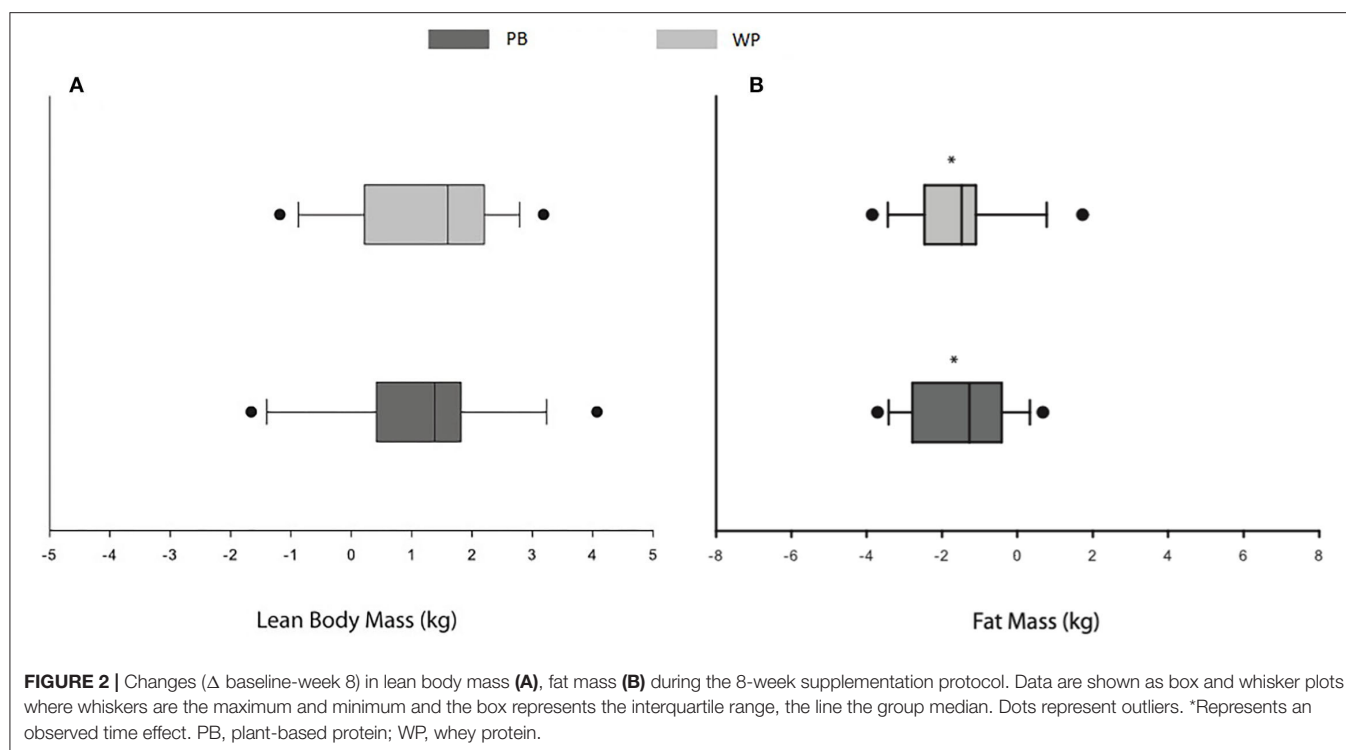 PB WP
A B
*
*
-5 -4 -3 -2 -1 0 1 2 3 4 5 -8 -6 -4 -2 0 2 4 6 8
Lean Body Mass (kg) Fat Mass (kg)
FIGURE 2 | Changes (Δ baseline-week 8) in lean body mass (A), fat mass (B) during the 8-week supplementation protocol. Data are shown as box and whisker plots
where whiskers are the maximum and minimum and the box represents the interquartile range, the line the group median. Dots represent outliers. *Represents an
observed time effect. PB, plant-based protein; WP, whey protein.